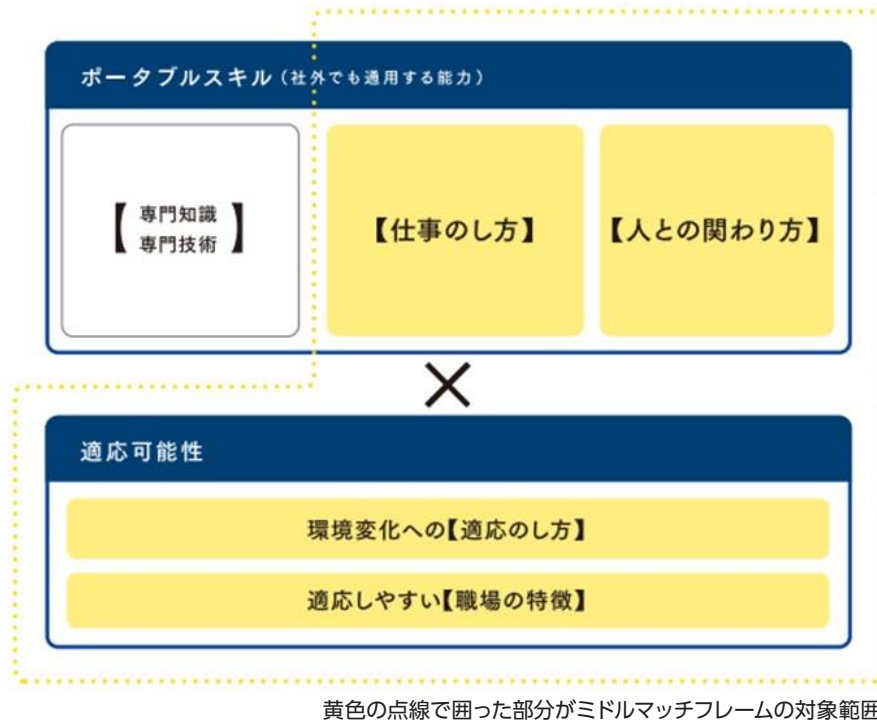 ポータブルスキル（社外でも通用する能力）
【専門知識
専門技術】
【仕事のし方】
【人との関わり方】
×
適応可能性
環境変化への【適応のし方】
適応しやすい【職場の特徴】
黄色の点線で囲った部分がミドルマッチフレームの対象範囲